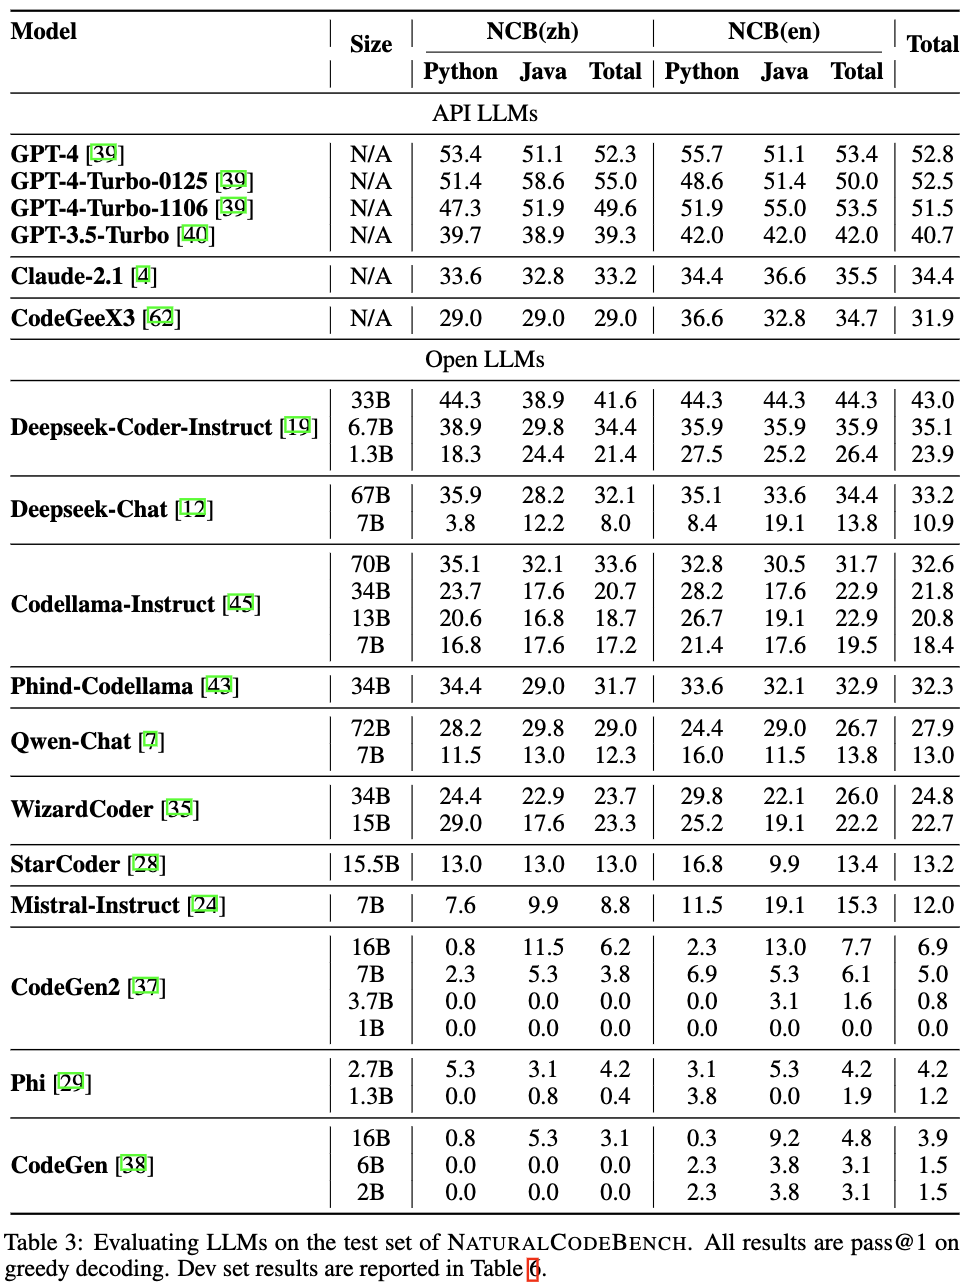 Model Size NCB(zh) NCB(en) Total
Python Java Total Python Java Total
API LLMs
GPT-4 [39] N/A 53.4 51.1 52.3 55.7 51.1 53.4 52.8
GPT-4-Turbo-0125 [39] N/A 51.4 58.6 55.0 48.6 51.4 50.0 52.5
GPT-4-Turbo-1106 [39] N/A 47.3 51.9 49.6 51.9 55.0 53.5 51.5
GPT-3.5-Turbo [40] N/A 39.7 38.9 39.3 42.0 42.0 42.0 40.7
Claude-2.1 [4] N/A 33.6 32.8 33.2 34.4 36.6 35.5 34.4
CodeGeeX3 [62] N/A 29.0 29.0 29.0 36.6 32.8 34.7 31.9
Open LLMs
33B 44.3 38.9 41.6 44.3 44.3 44.3 43.0
Deepseek-Coder-Instruct [19] 6.7B 38.9 29.8 34.4 35.9 35.9 35.9 35.1
1.3B 18.3 24.4 21.4 27.5 25.2 26.4 23.9
Deepseek-Chat [12] 67B 35.9 28.2 32.1 35.1 33.6 34.4 33.2
7B 3.8 12.2 8.0 8.4 19.1 13.8 10.9
Codellama-Instruct [45] 70B 35.1 32.1 33.6 32.8 30.5 31.7 32.6
34B 23.7 17.6 20.7 28.2 17.6 22.9 21.8
13B 20.6 16.8 18.7 26.7 19.1 22.9 20.8
7B 16.8 17.6 17.2 21.4 17.6 19.5 18.4
Phind-Codellama [43] 34B 34.4 29.0 31.7 33.6 32.1 32.9 32.3
Qwen-Chat [7] 72B 28.2 29.8 29.0 24.4 29.0 26.7 27.9
7B 11.5 13.0 12.3 16.0 11.5 13.8 13.0
WizardCoder [35] 34B 24.4 22.9 23.7 29.8 22.1 26.0 24.8
15B 29.0 17.6 23.3 25.2 19.1 22.2 22.7
StarCoder [28] 15.5B 13.0 13.0 13.0 16.8 9.9 13.4 13.2
Mistral-Instruct [24] 7B 7.6 9.9 8.8 11.5 19.1 15.3 12.0
CodeGen2 [37] 16B 0.8 11.5 6.2 2.3 13.0 7.7 6.9
7B 2.3 5.3 3.8 6.9 5.3 6.1 5.0
3.7B 0.0 0.0 0.0 0.0 3.1 1.6 0.8
1B 0.0 0.0 0.0 0.0 0.0 0.0 0.0
Phi [29] 2.7B 5.3 3.1 4.2 3.1 5.3 4.2 4.2
1.3B 0.0 0.8 0.4 3.8 0.0 1.9 1.2
16B 0.8 5.3 3.1 0.3 9.2 4.8 3.9
CodeGen [38] 6B 0.0 0.0 0.0 2.3 3.8 3.1 1.5
2B 0.0 0.0 0.0 2.3 3.8 3.1 1.5
Table 3: Evaluating LLMs on the test set of NATURALCODEBENCH. All results are pass@1 on
greedy decoding. Dev set results are reported in Table 6.